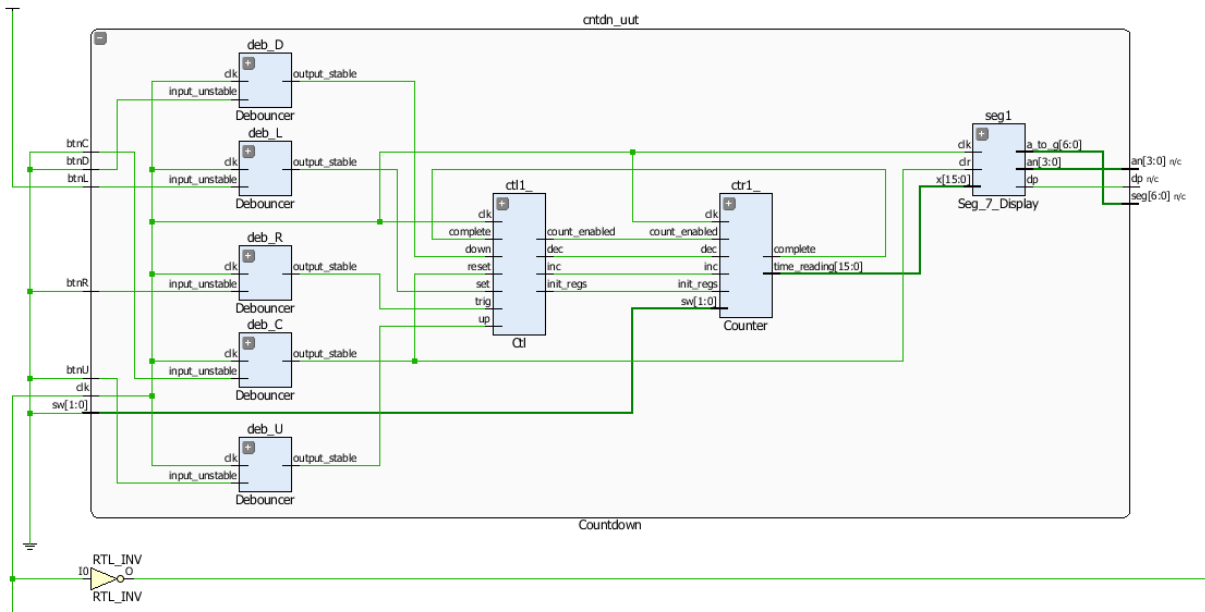 cntdn_uut
deb_D
clk
output_stable
input_unstable
Debouncer
deb_L
clk
output_stable
input_unstable
Debouncer
btnC
btnD
btnL
seg1
clk
a_to_g[6:0]
clr
an[3:0]
x[15:0]
dp
Seg_7_Display
an[3:0] n/c
dp n/c
seg[6:0] n/c
ctl1_
clk
complete
count_enabled
down
dec
reset
inc
set
init_regs
trig
up
Ctl
ctr1_
clk
count_enabled
dec
complete
inc
time_reading[15:0]
init_regs
sw[1:0]
Counter
deb_R
clk
output_stable
btnR
input_unstable
Debouncer
deb_C
clk
output_stable
input_unstable
Debouncer
btnU
clk
sw[1:0]
deb_U
clk
output_stable
input_unstable
Debouncer
Countdown
RTL_INV
I0
O
RTL_INV